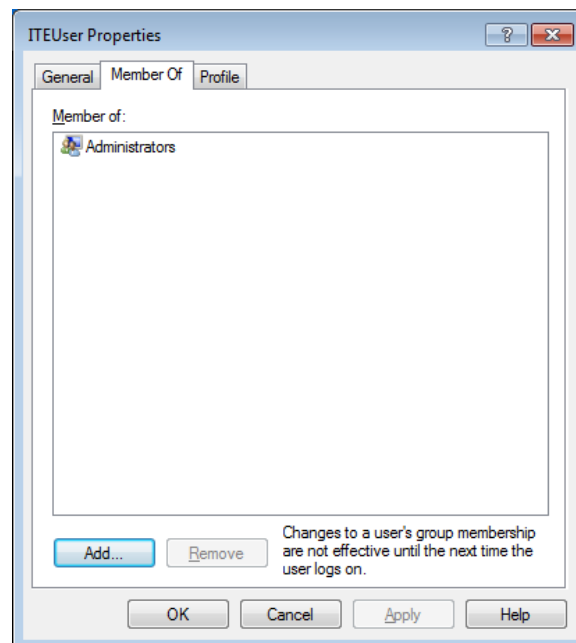 ITEUser Properties
General Member Of Profile
Member of:
Administrators
Add... Remove
Changes to a user's group membership
are not effective until the next time the
user logs on.
OK Cancel Apply Help